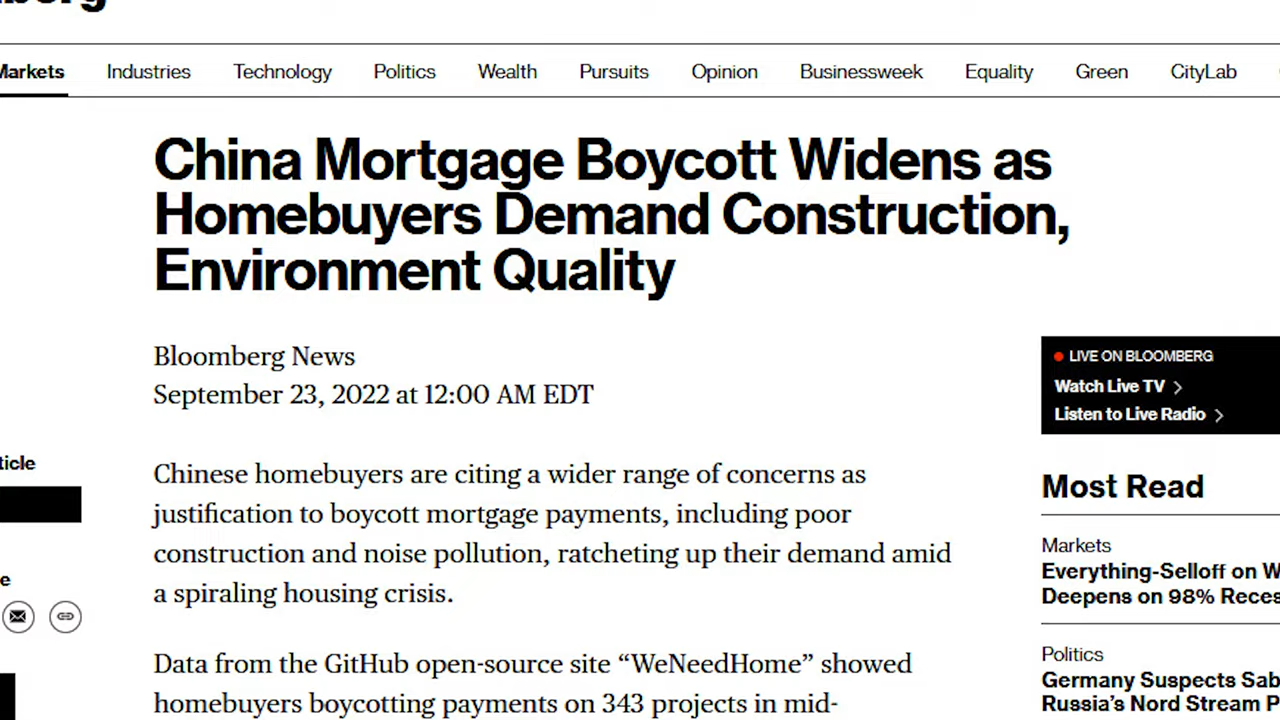 Markets Industries Technology Politics Wealth Pursuits Opinion Businessweek Equality Green CityLab
China Mortgage Boycott Widens as
Homebuyers Demand Construction,
Environment Quality
Bloomberg News
September 23, 2022 at 12:00 AM EDT
Chinese homebuyers are citing a wider range of concerns as
justification to boycott mortgage payments, including poor
construction and noise pollution, ratcheting up their demand amid
a spiraling housing crisis.
Data from the GitHub open-source site “WeNeedHome” showed
homebuyers boycotting payments on 343 projects in mid-
LIVE ON BLOOMBERG
Watch Live TV
Listen to Live Radio
Most Read
Markets
Everything-Selloff on
Deepens on 98%
Politics
Germany Suspects
Russia’s Nord Stream